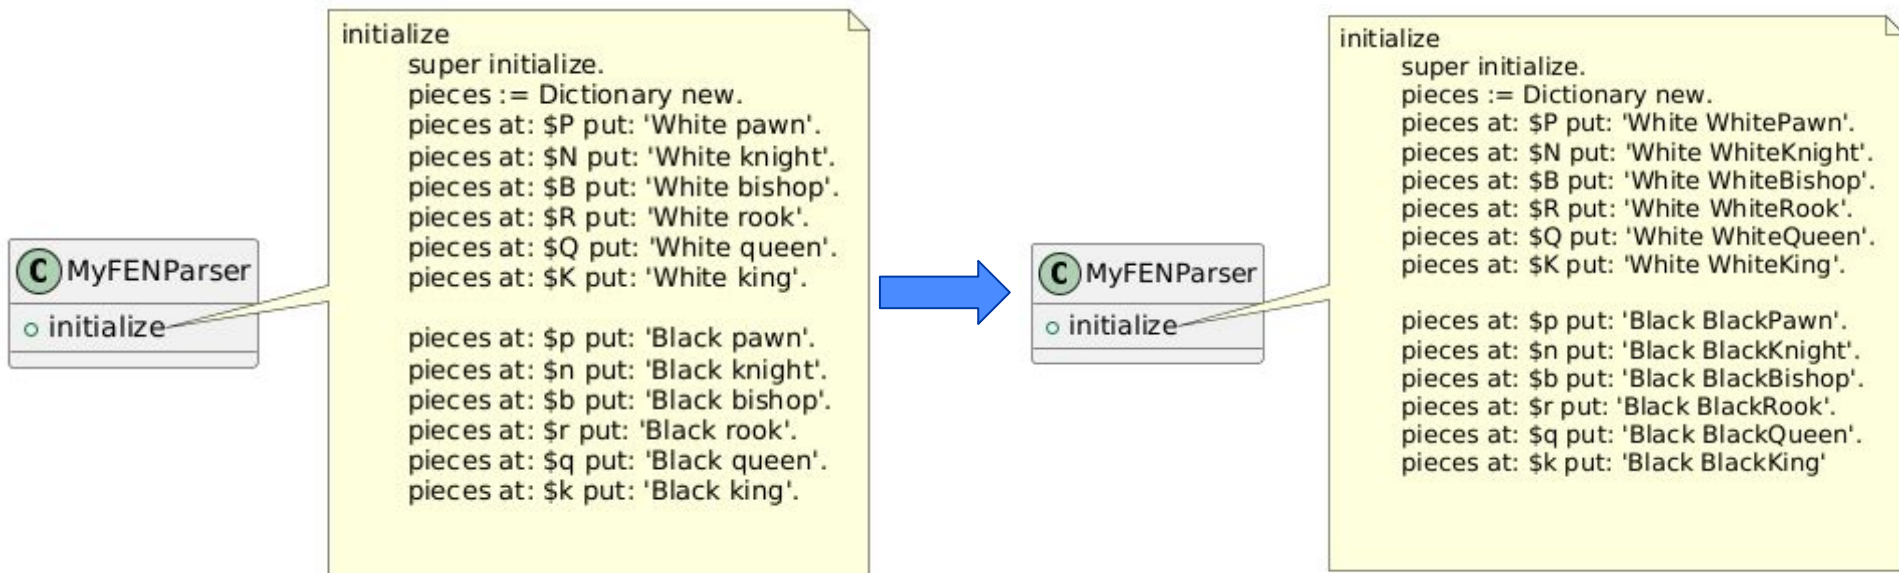 C MyFENParser
initialize
initialize
super initialize.
pieces := Dictionary new.
pieces at: $P put: 'White pawn'.
pieces at: $N put: 'White knight'.
pieces at: $B put: 'White bishop'.
pieces at: $R put: 'White rook'.
pieces at: $Q put: 'White queen'.
pieces at: $K put: 'White king'.
pieces at: $p put: 'Black pawn'.
pieces at: $n put: 'Black knight'.
pieces at: $b put: 'Black bishop'.
pieces at: $r put: 'Black rook'.
pieces at: $q put: 'Black queen'.
pieces at: $k put: 'Black king'.
C MyFENParser
initialize
initialize
super initialize.
pieces := Dictionary new.
pieces at: $P put: 'White WhitePawn'.
pieces at: $N put: 'White WhiteKnight'.
pieces at: $B put: 'White WhiteBishop'.
pieces at: $R put: 'White WhiteRook'.
pieces at: $Q put: 'White WhiteQueen'.
pieces at: $K put: 'White WhiteKing'.
pieces at: $p put: 'Black BlackPawn'.
pieces at: $n put: 'Black BlackKnight'.
pieces at: $b put: 'Black BlackBishop'.
pieces at: $r put: 'Black BlackRook'.
pieces at: $q put: 'Black BlackQueen'.
pieces at: $k put: 'Black BlackKing'